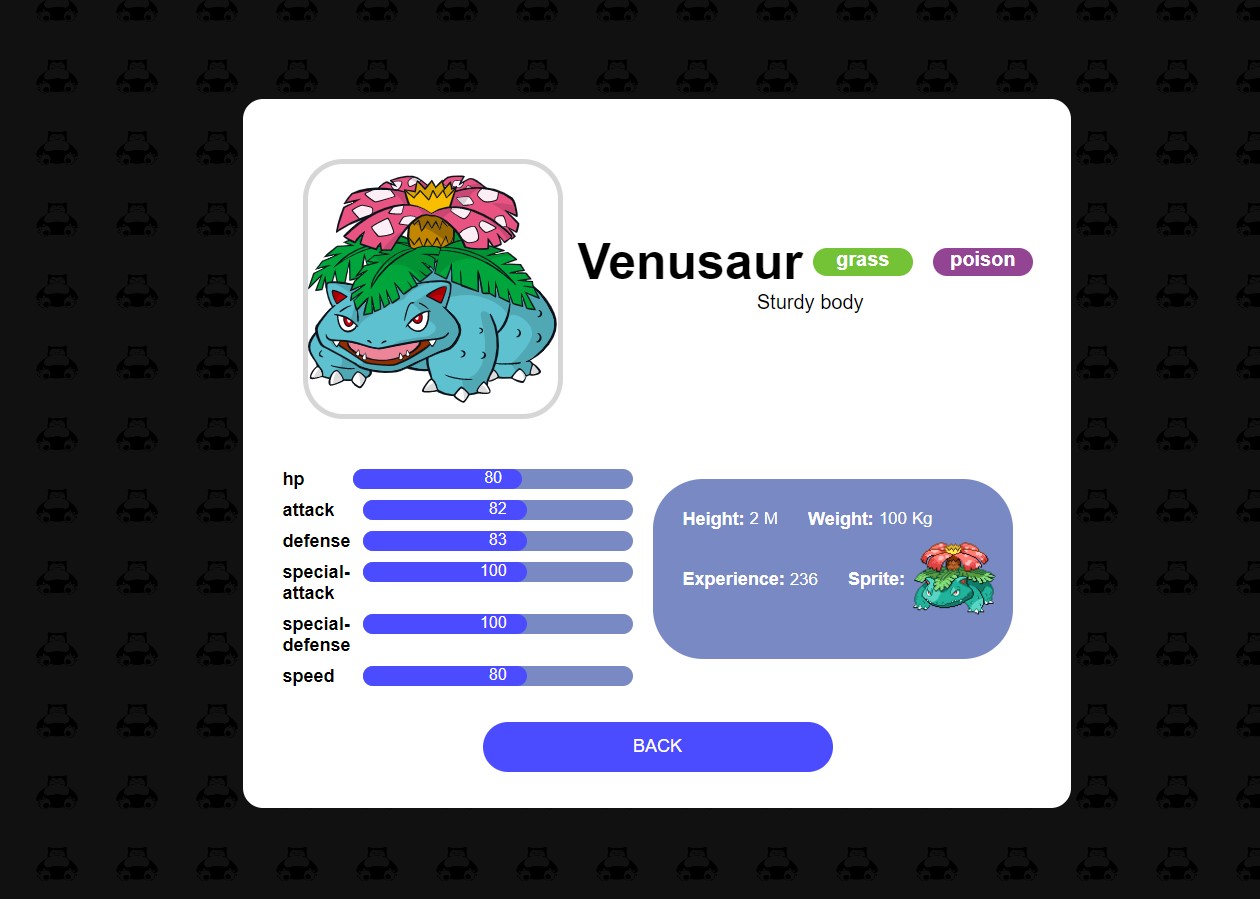 Venusaur grass poison
Sturdy body
hp 80
attack 82
defense 83
special-
attack 100
special-
defense 100
speed 80
Height: 2 M Weight: 100 Kg
Experience: 236 Sprite:
BACK